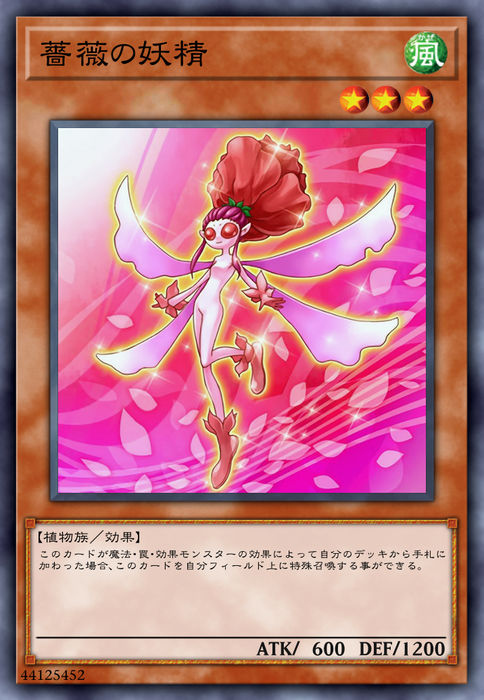 薔薇の妖精
風
【植物族／効果】
このカードが魔法・罠・効果モンスターの効果によって自分のデッキから手札に
加わった場合、このカードを自分フィールド上に特殊召喚する事ができる。
ATK/ 600 DEF/1200
44125452